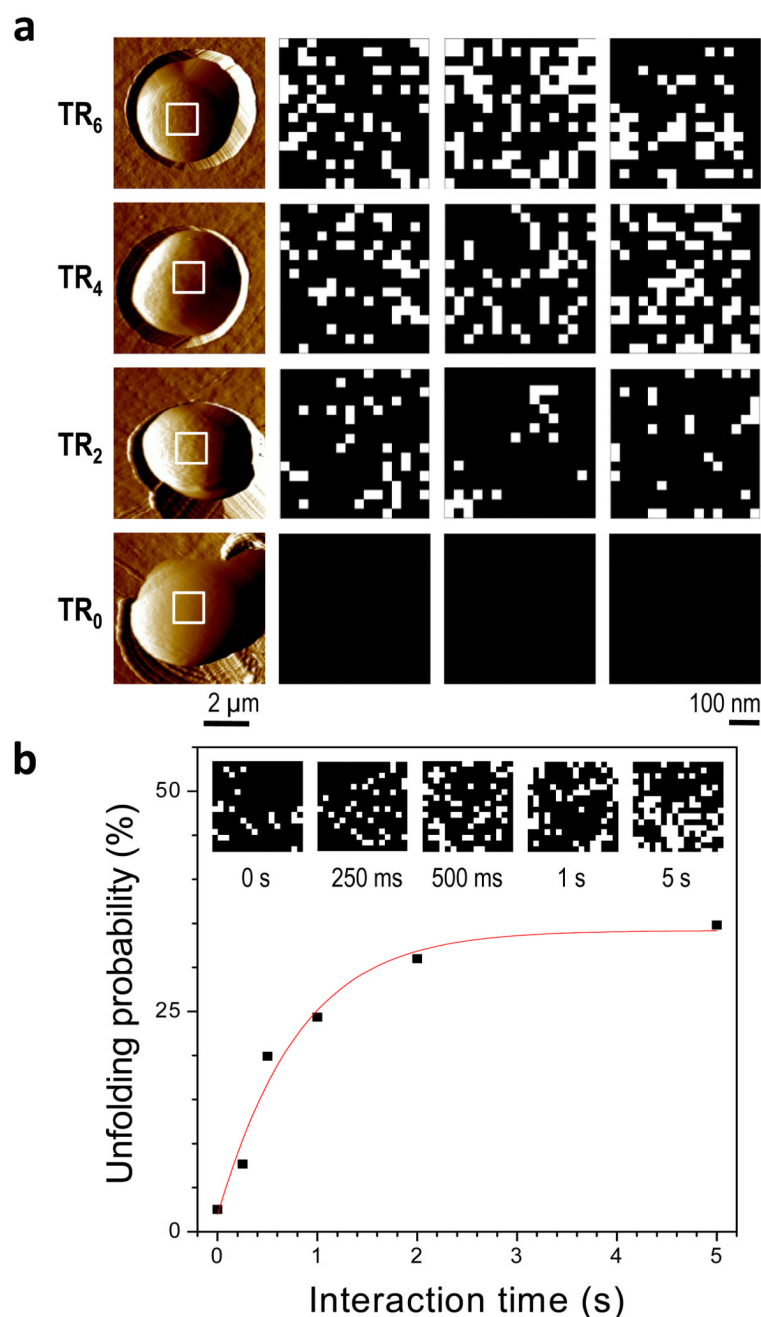 a
TR6
TR4
TR2
TR0
2 μm
100 nm
b
50
0 s 250 ms 500 ms 1 s 5 s
25
0
Unfolding probability (%)
0 1 2 3 4 5
Interaction time (s)